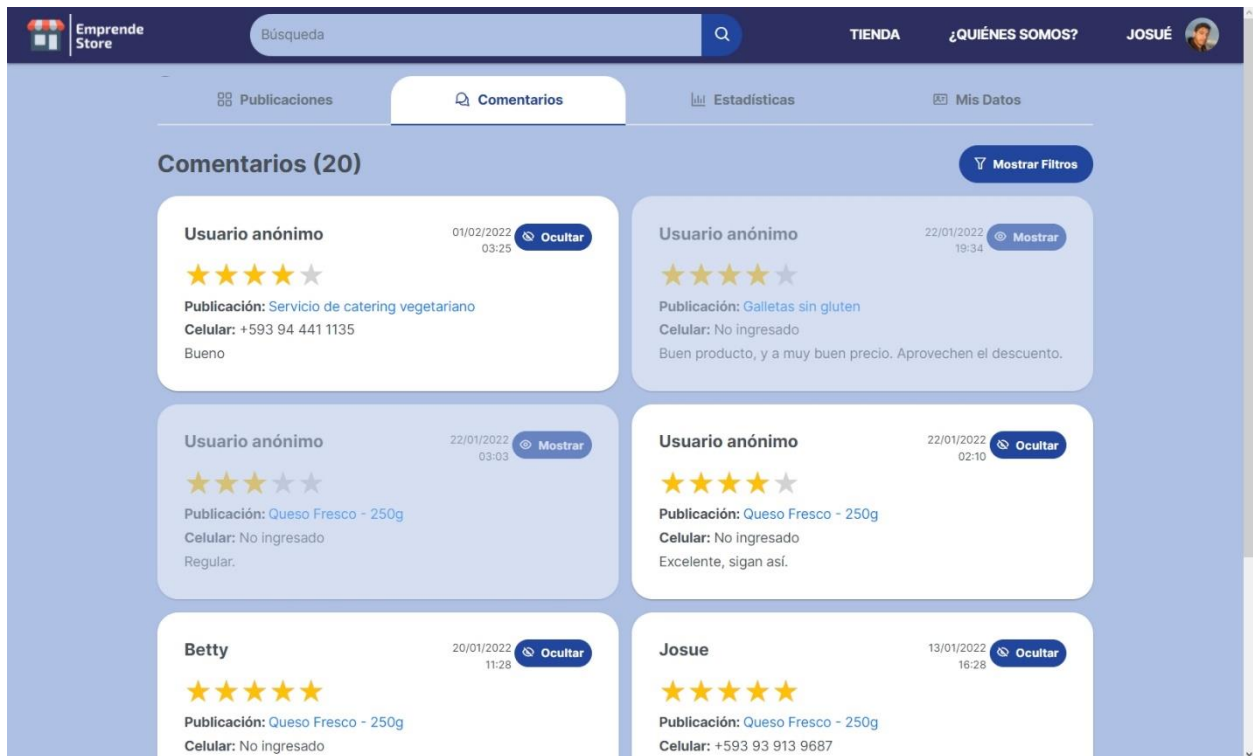 Emprende
Store
Búsqueda
TIENDA
¿QUIÉNES SOMOS?
JOSUÉ
Publicaciones
Comentarios
Estadísticas
Mis Datos
Comentarios (20)
Mostrar Filtros
Usuario anónimo
01/02/2022
03:25
Ocultar
Publicación: Servicio de catering vegetariano
Celular: +593 94 441 1135
Bueno
Usuario anónimo
22/01/2022
19:34
Mostrar
Publicación: Galletas sin gluten
Celular: No ingresado
Buen producto, y a muy buen precio. Aprovechen el descuento.
Usuario anónimo
22/01/2022
03:03
Mostrar
Publicación: Queso Fresco - 250g
Celular: No ingresado
Regular.
Usuario anónimo
22/01/2022
02:10
Ocultar
Publicación: Queso Fresco - 250g
Celular: No ingresado
Excelente, sigan así.
Betty
20/01/2022
11:28
Ocultar
Publicación: Queso Fresco - 250g
Celular: No ingresado
Josue
13/01/2022
16:28
Ocultar
Publicación: Queso Fresco - 250g
Celular: +593 93 913 9687